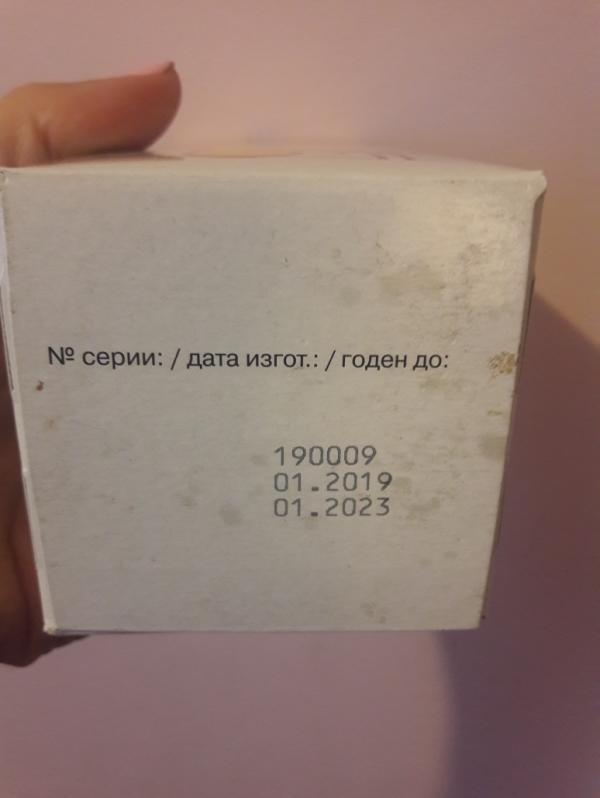 № серии: / дата изгот.: / годен до:
190009
01.2019
01.2023